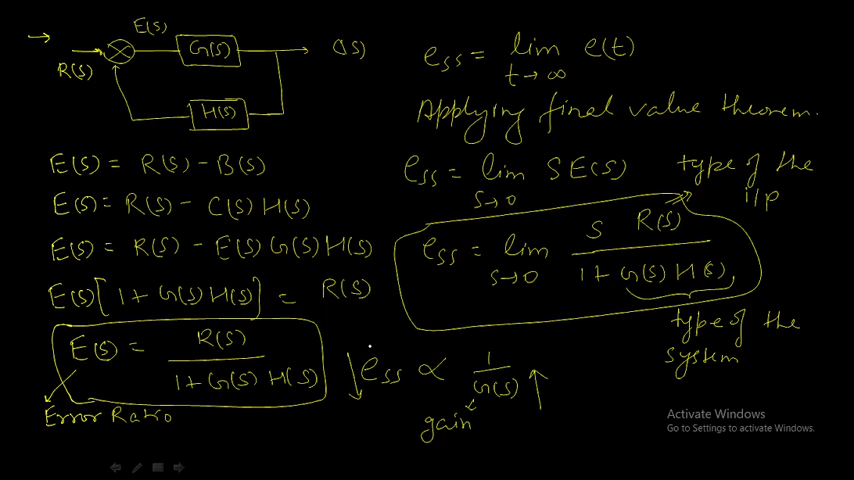 E(S)
R(S)
G(S)
C(S)
H(S)
E(S) = R(S) - B(S)
E(S) = R(S) - C(S) H(S)
E(S) = R(S) - E(S) G(S) H(S)
E(S) [1 + G(S) H(S)] = R(S)
E(S) = R(S) / 1 + G(S) H(S)
Error Ratio
ess = lim t→∞ e(t)
Applying final value theorem.
ess = lim s→0 S E(S)
type of the
i/p
ess = lim s→0 S R(S) / 1 + G(S) H(S)
type of the
system
↓ ess ∝ 1 / G(S) ↑
gain
Activate Windows
Go to Settings to activate Windows.